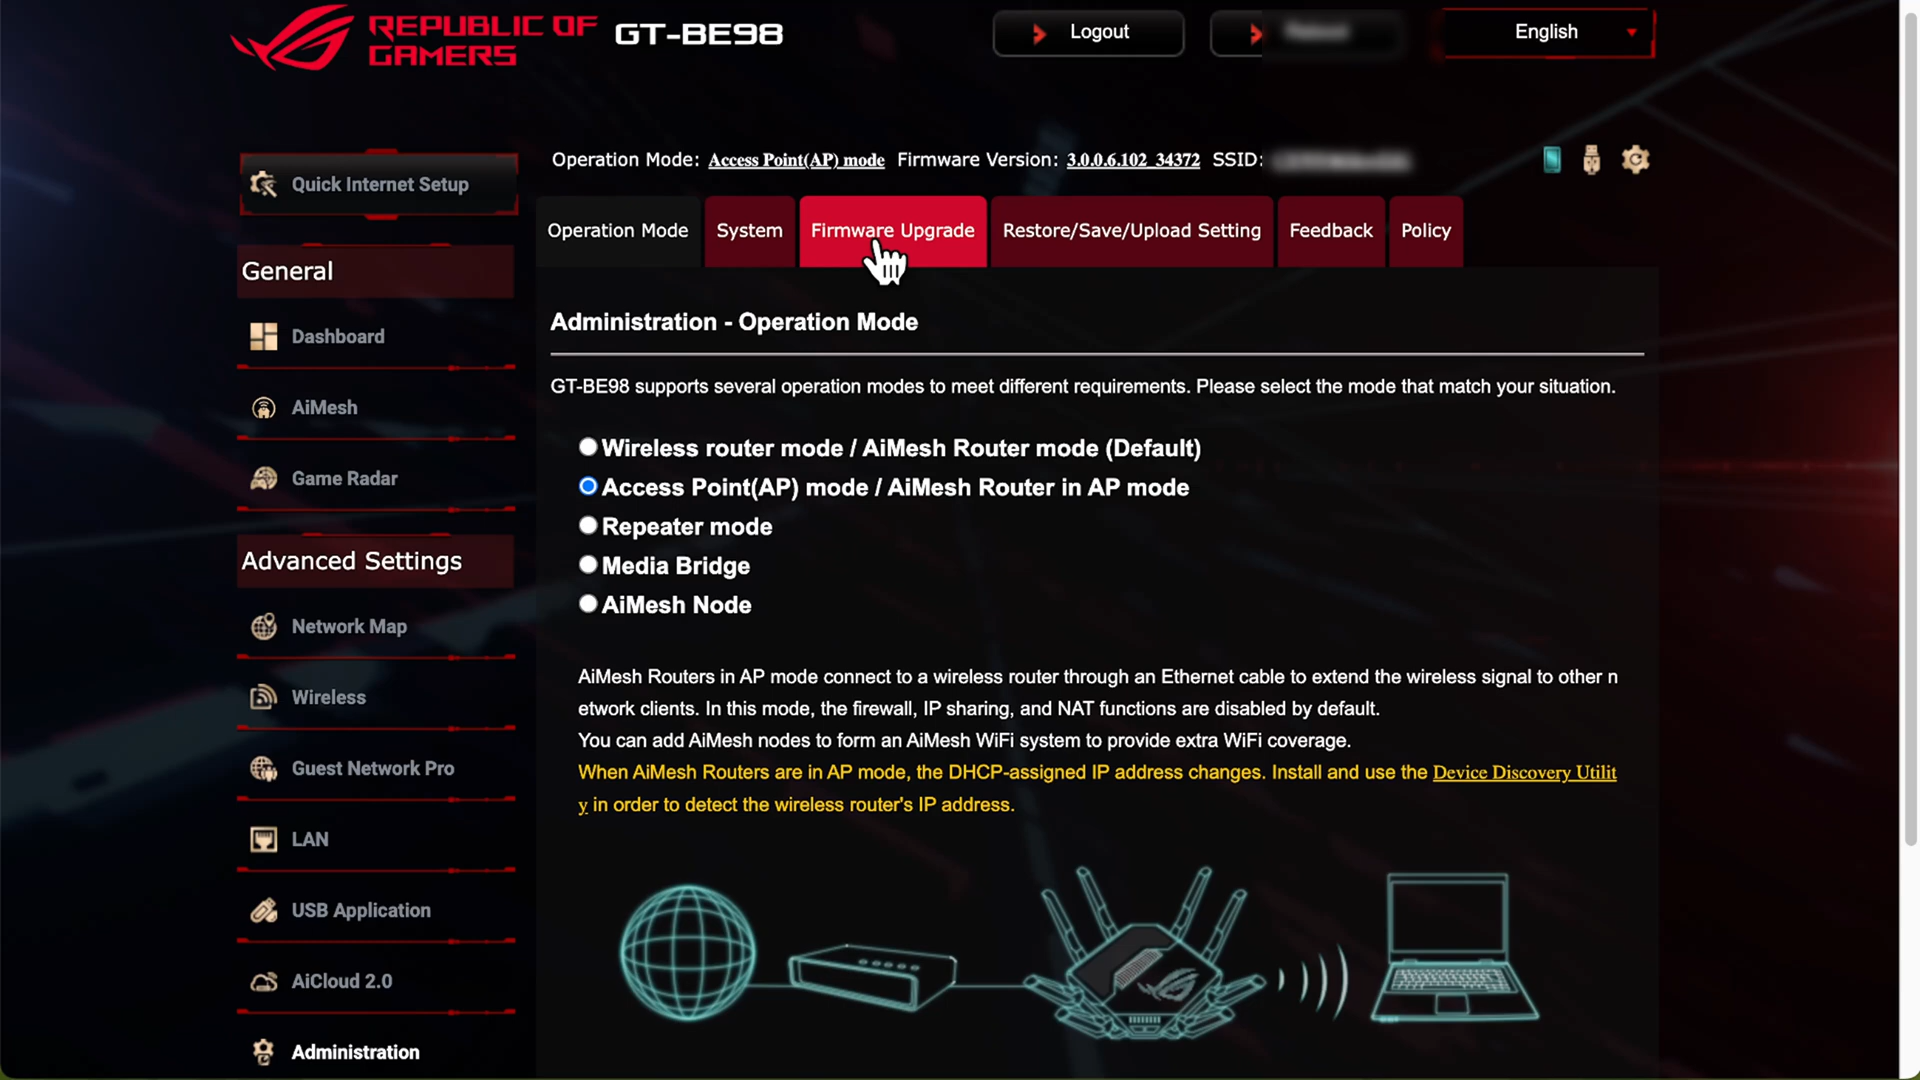 REPUBLIC OF GAMERS GT-BE98
Logout
English
Operation Mode: Access Point(AP) mode Firmware Version: 3.0.0.6.102_34372 SSID:
Quick Internet Setup
Operation Mode System Firmware Upgrade Restore/Save/Upload Setting Feedback Policy
General
Dashboard
AiMesh
Game Radar
Advanced Settings
Network Map
Wireless
Guest Network Pro
LAN
USB Application
AiCloud 2.0
Administration
Administration - Operation Mode
GT-BE98 supports several operation modes to meet different requirements. Please select the mode that match your situation.
Wireless router mode / AiMesh Router mode (Default)
Access Point(AP) mode / AiMesh Router in AP mode
Repeater mode
Media Bridge
AiMesh Node
AiMesh Routers in AP mode connect to a wireless router through an Ethernet cable to extend the wireless signal to other n
etwork clients. In this mode, the firewall, IP sharing, and NAT functions are disabled by default.
You can add AiMesh nodes to form an AiMesh WiFi system to provide extra WiFi coverage.
When AiMesh Routers are in AP mode, the DHCP-assigned IP address changes. Install and use the Device Discovery Utilit
y in order to detect the wireless router's IP address.